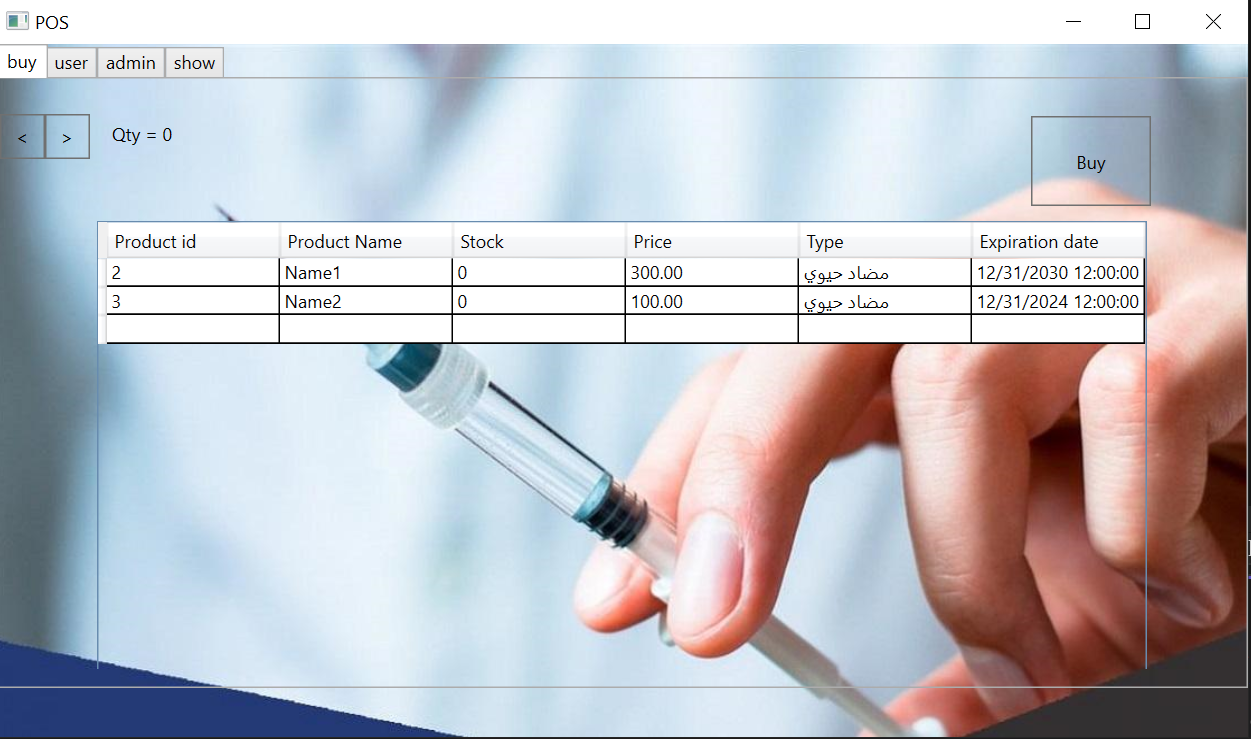 POS
buy user admin show
< > Qty = 0
Buy
Product id Product Name Stock Price Type Expiration date
2 Name1 0 300.00 مضاد حيوي 12/31/2030 12:00:00
3 Name2 0 100.00 مضاد حيوي 12/31/2024 12:00:00